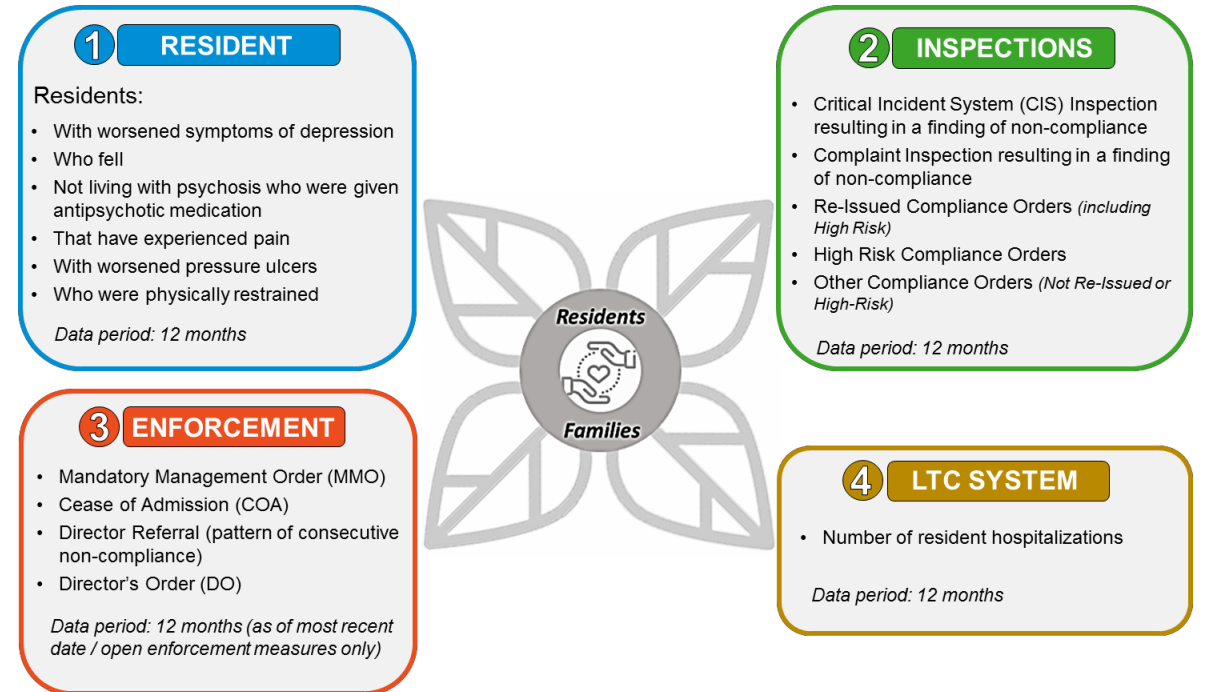 1 RESIDENT
Residents:
• With worsened symptoms of depression
• Who fell
• Not living with psychosis who were given
antipsychotic medication
• That have experienced pain
• With worsened pressure ulcers
• Who were physically restrained
Data period: 12 months
2 INSPECTIONS
• Critical Incident System (CIS) Inspection
resulting in a finding of non-compliance
• Complaint Inspection resulting in a finding
of non-compliance
• Re-Issued Compliance Orders (including
High Risk)
• High Risk Compliance Orders
• Other Compliance Orders (Not Re-Issued or
High-Risk)
Data period: 12 months
Residents
Families
3 ENFORCEMENT
• Mandatory Management Order (MMO)
• Cease of Admission (COA)
• Director Referral (pattern of consecutive
non-compliance)
• Director’s Order (DO)
Data period: 12 months (as of most recent
date / open enforcement measures only)
4 LTC SYSTEM
• Number of resident hospitalizations
Data period: 12 months